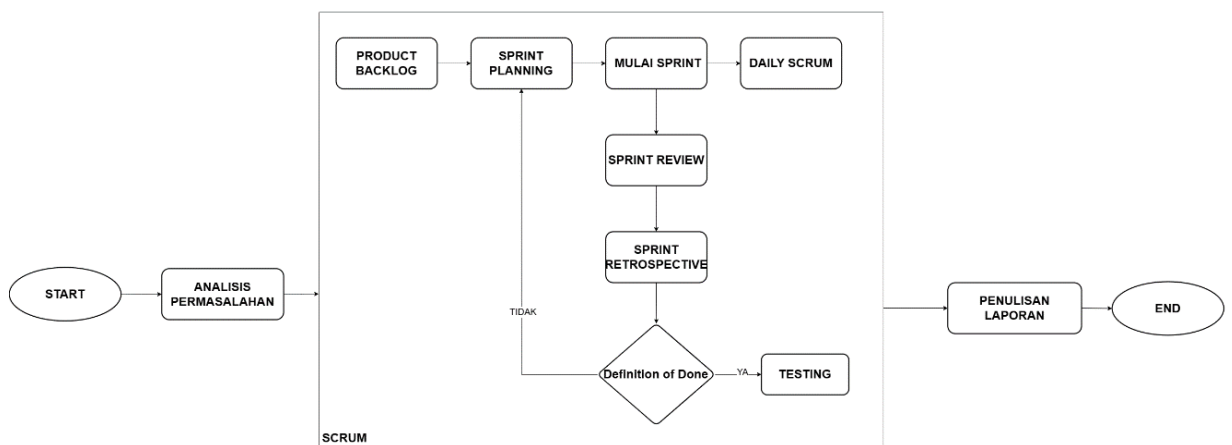 PRODUCT
BACKLOG
SPRINT
PLANNING
MULAI SPRINT
DAILY SCRUM
SPRINT REVIEW
SPRINT
RETROSPECTIVE
START
ANALISIS
PERMASALAHAN
TIDAK
Definition of Done
YA
TESTING
PENULISAN
LAPORAN
END
SCRUM